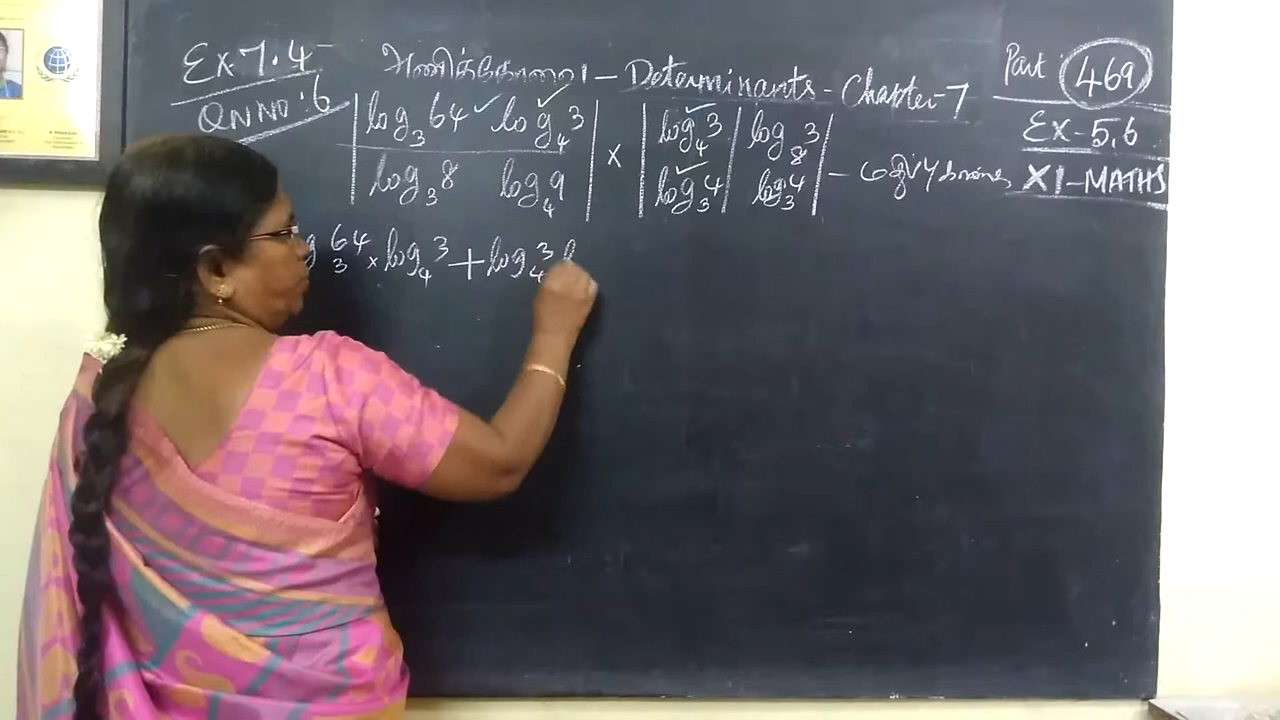 Ex 7.4 அணிக்கோவை – Determinants – Chapter-7
Part : 469
QN NO : 6
EX-5,6
XI-MATHS
| log₃64 ✓ log₄3 ✓ | × | log₄3 ✓ | log₈3 |
| log₃8 log₄9 | | log₃4 ✓ | log₃4 | –
₃64 × log₄3 + log₄3